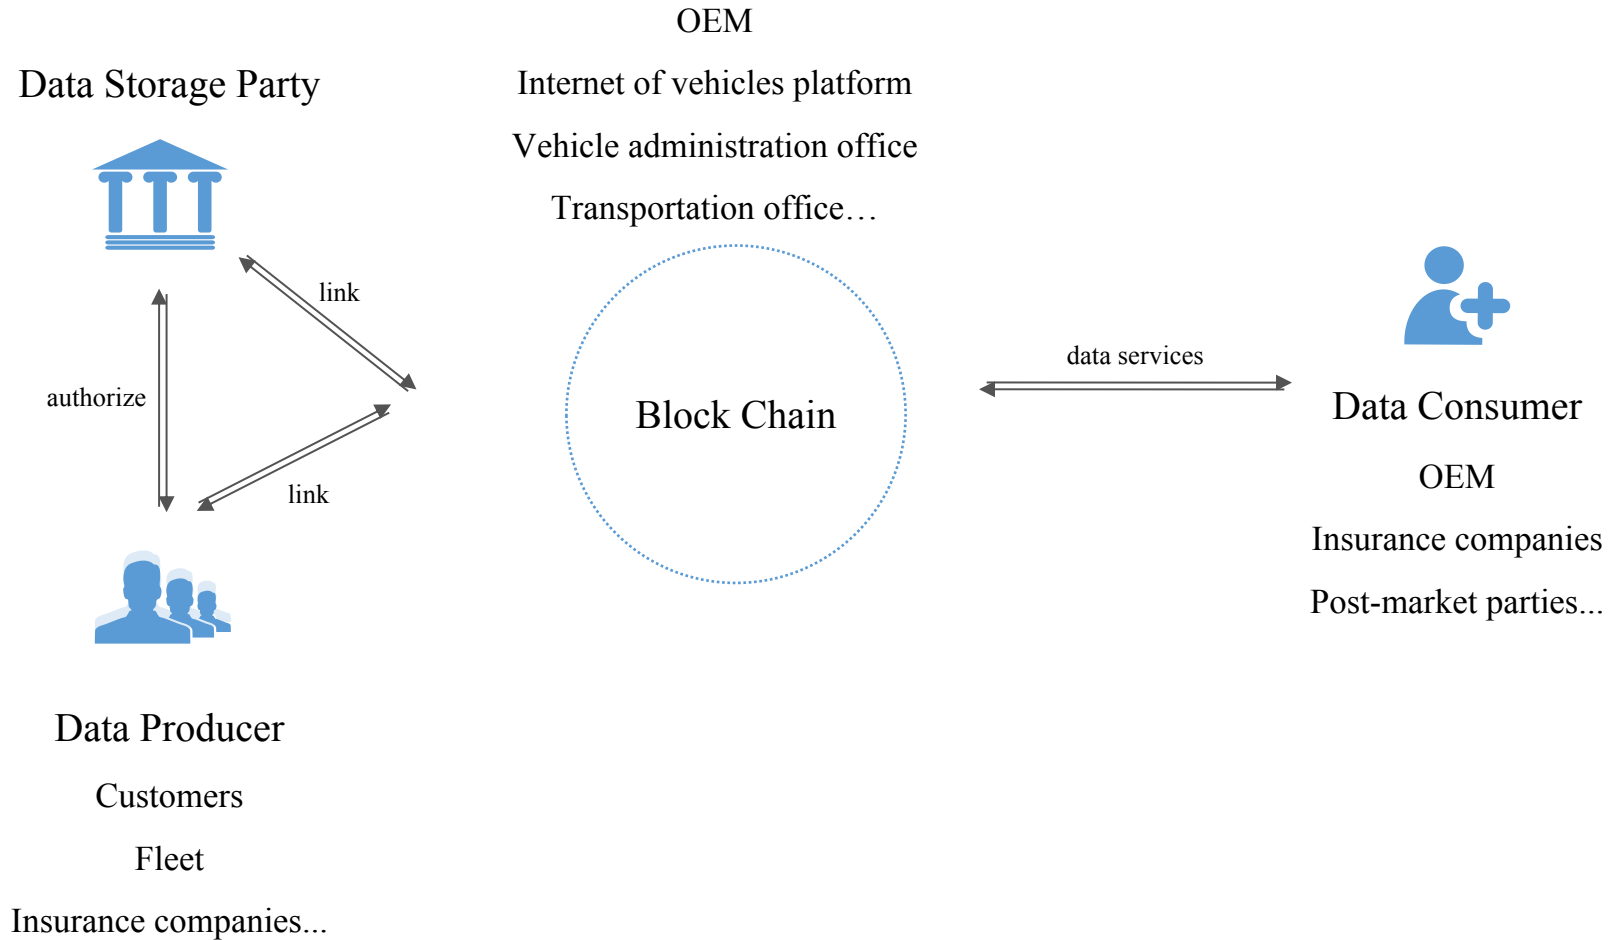 OEM
Data Storage Party
Internet of vehicles platform
Vehicle administration office
Transportation office…
link
data services
authorize
Block Chain
Data Consumer
link
OEM
Insurance companies
Post-market parties...
Data Producer
Customers
Fleet
Insurance companies...